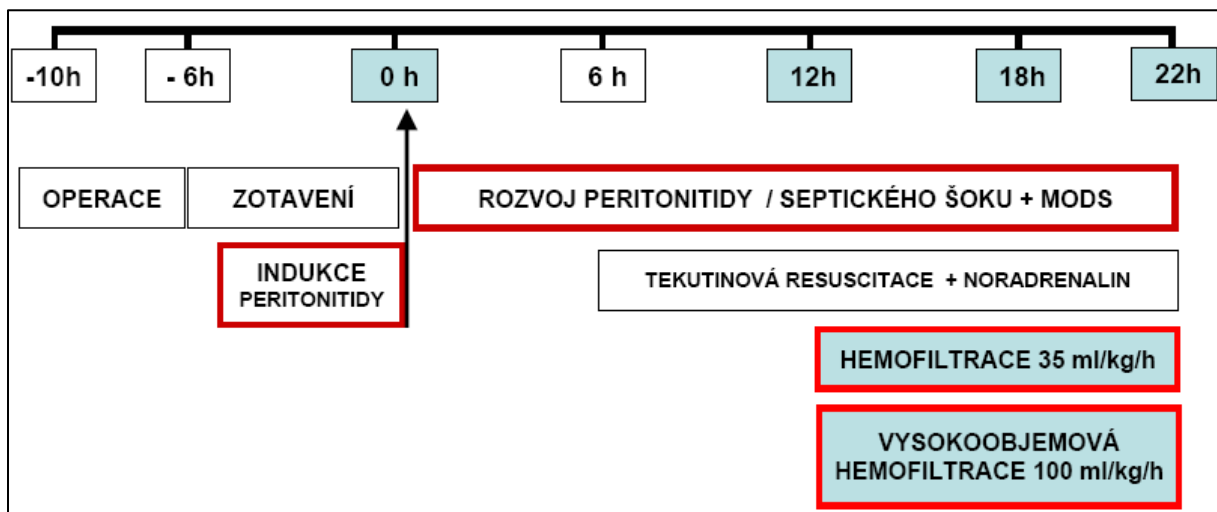 -10h
- 6h
0 h
6 h
12h
18h
22h
OPERACE
ZOTAVENÍ
ROZVOJ PERITONITIDY / SEPTICKÉHO ŠOKU + MODS
INDUKCE
PERITONITIDY
TEKUTINOVÁ RESUSCITACE + NORADRENALIN
HEMOFILTRACE 35 ml/kg/h
VYSOKOOBJEMOVÁ
HEMOFILTRACE 100 ml/kg/h